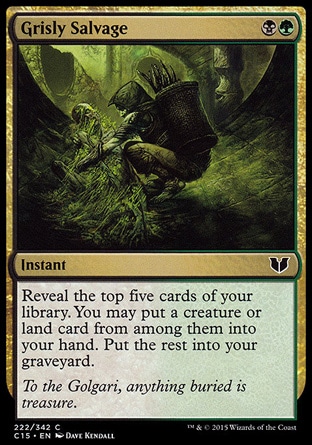 Grisly Salvage
Instant
Reveal the top five cards of your
library. You may put a creature or
land card from among them into
your hand. Put the rest into your
graveyard.
To the Golgari, anything buried is
treasure.
222/342 C
C15 • EN Dave Kendall
™ & © 2015 Wizards of the Coast